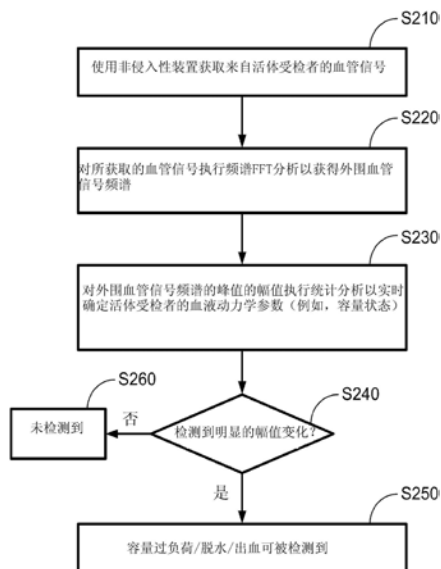 S210
使用非侵入性装置获取来自活体受检者的血管信号
S220
对所获取的血管信号执行频谱FFT分析以获得外围血管
信号频谱
S230
对外围血管信号频谱的峰值的幅值执行统计分析以实时
确定活体受检者的血液动力学参数（例如，容量状态）
S260
未检测到
否
S240
检测到明显的幅值变化？
是
S250
容量过负荷/脱水/出血可被检测到